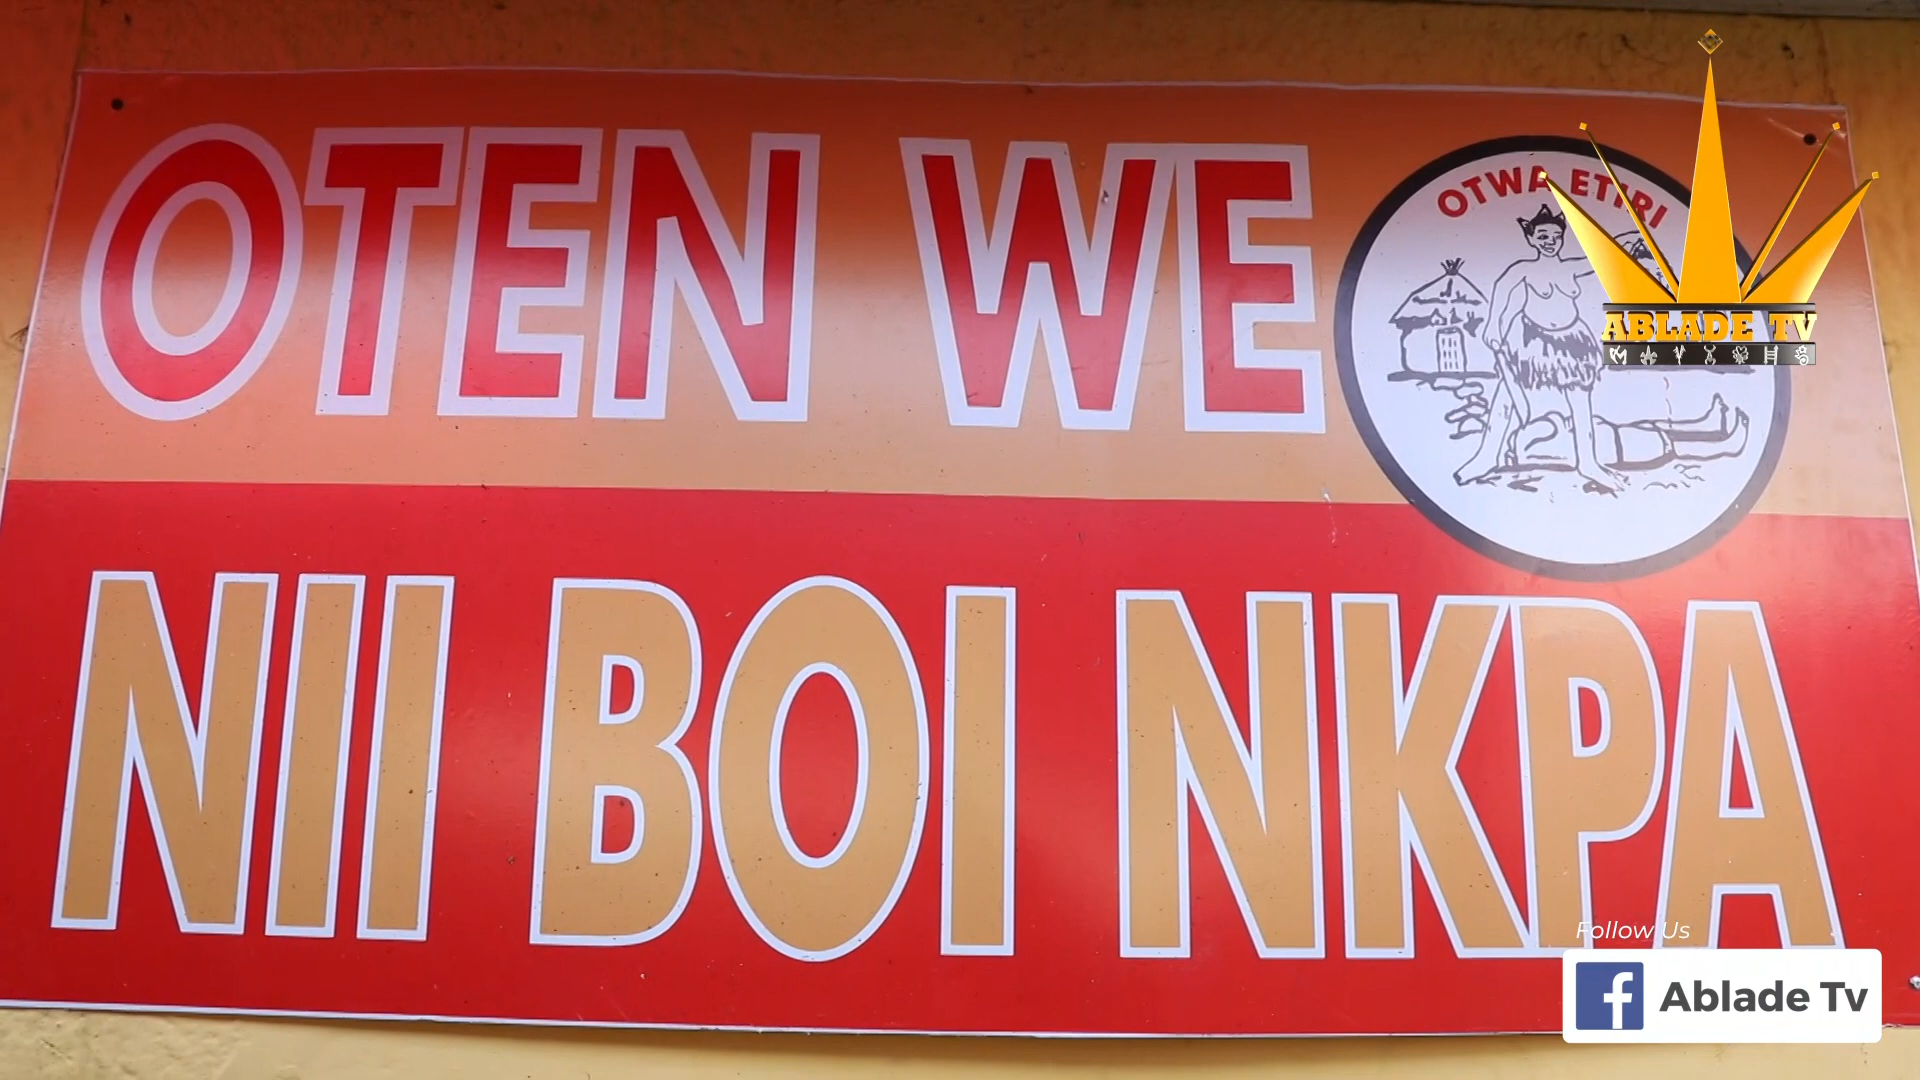 OTEN WE
OTWA ETIRI
ABLADE TV
NII BOI NKPA
Follow Us
Ablade Tv